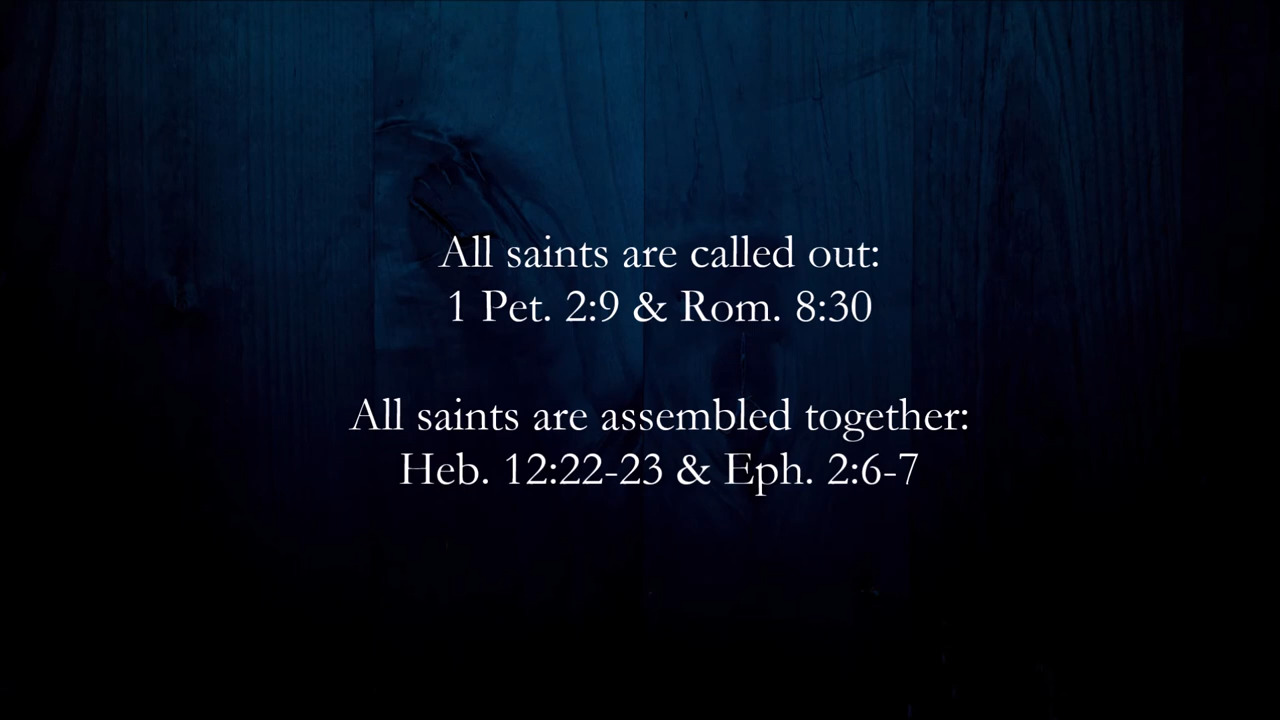 All saints are called out:
1 Pet. 2:9 & Rom. 8:30
All saints are assembled together:
Heb. 12:22-23 & Eph. 2:6-7